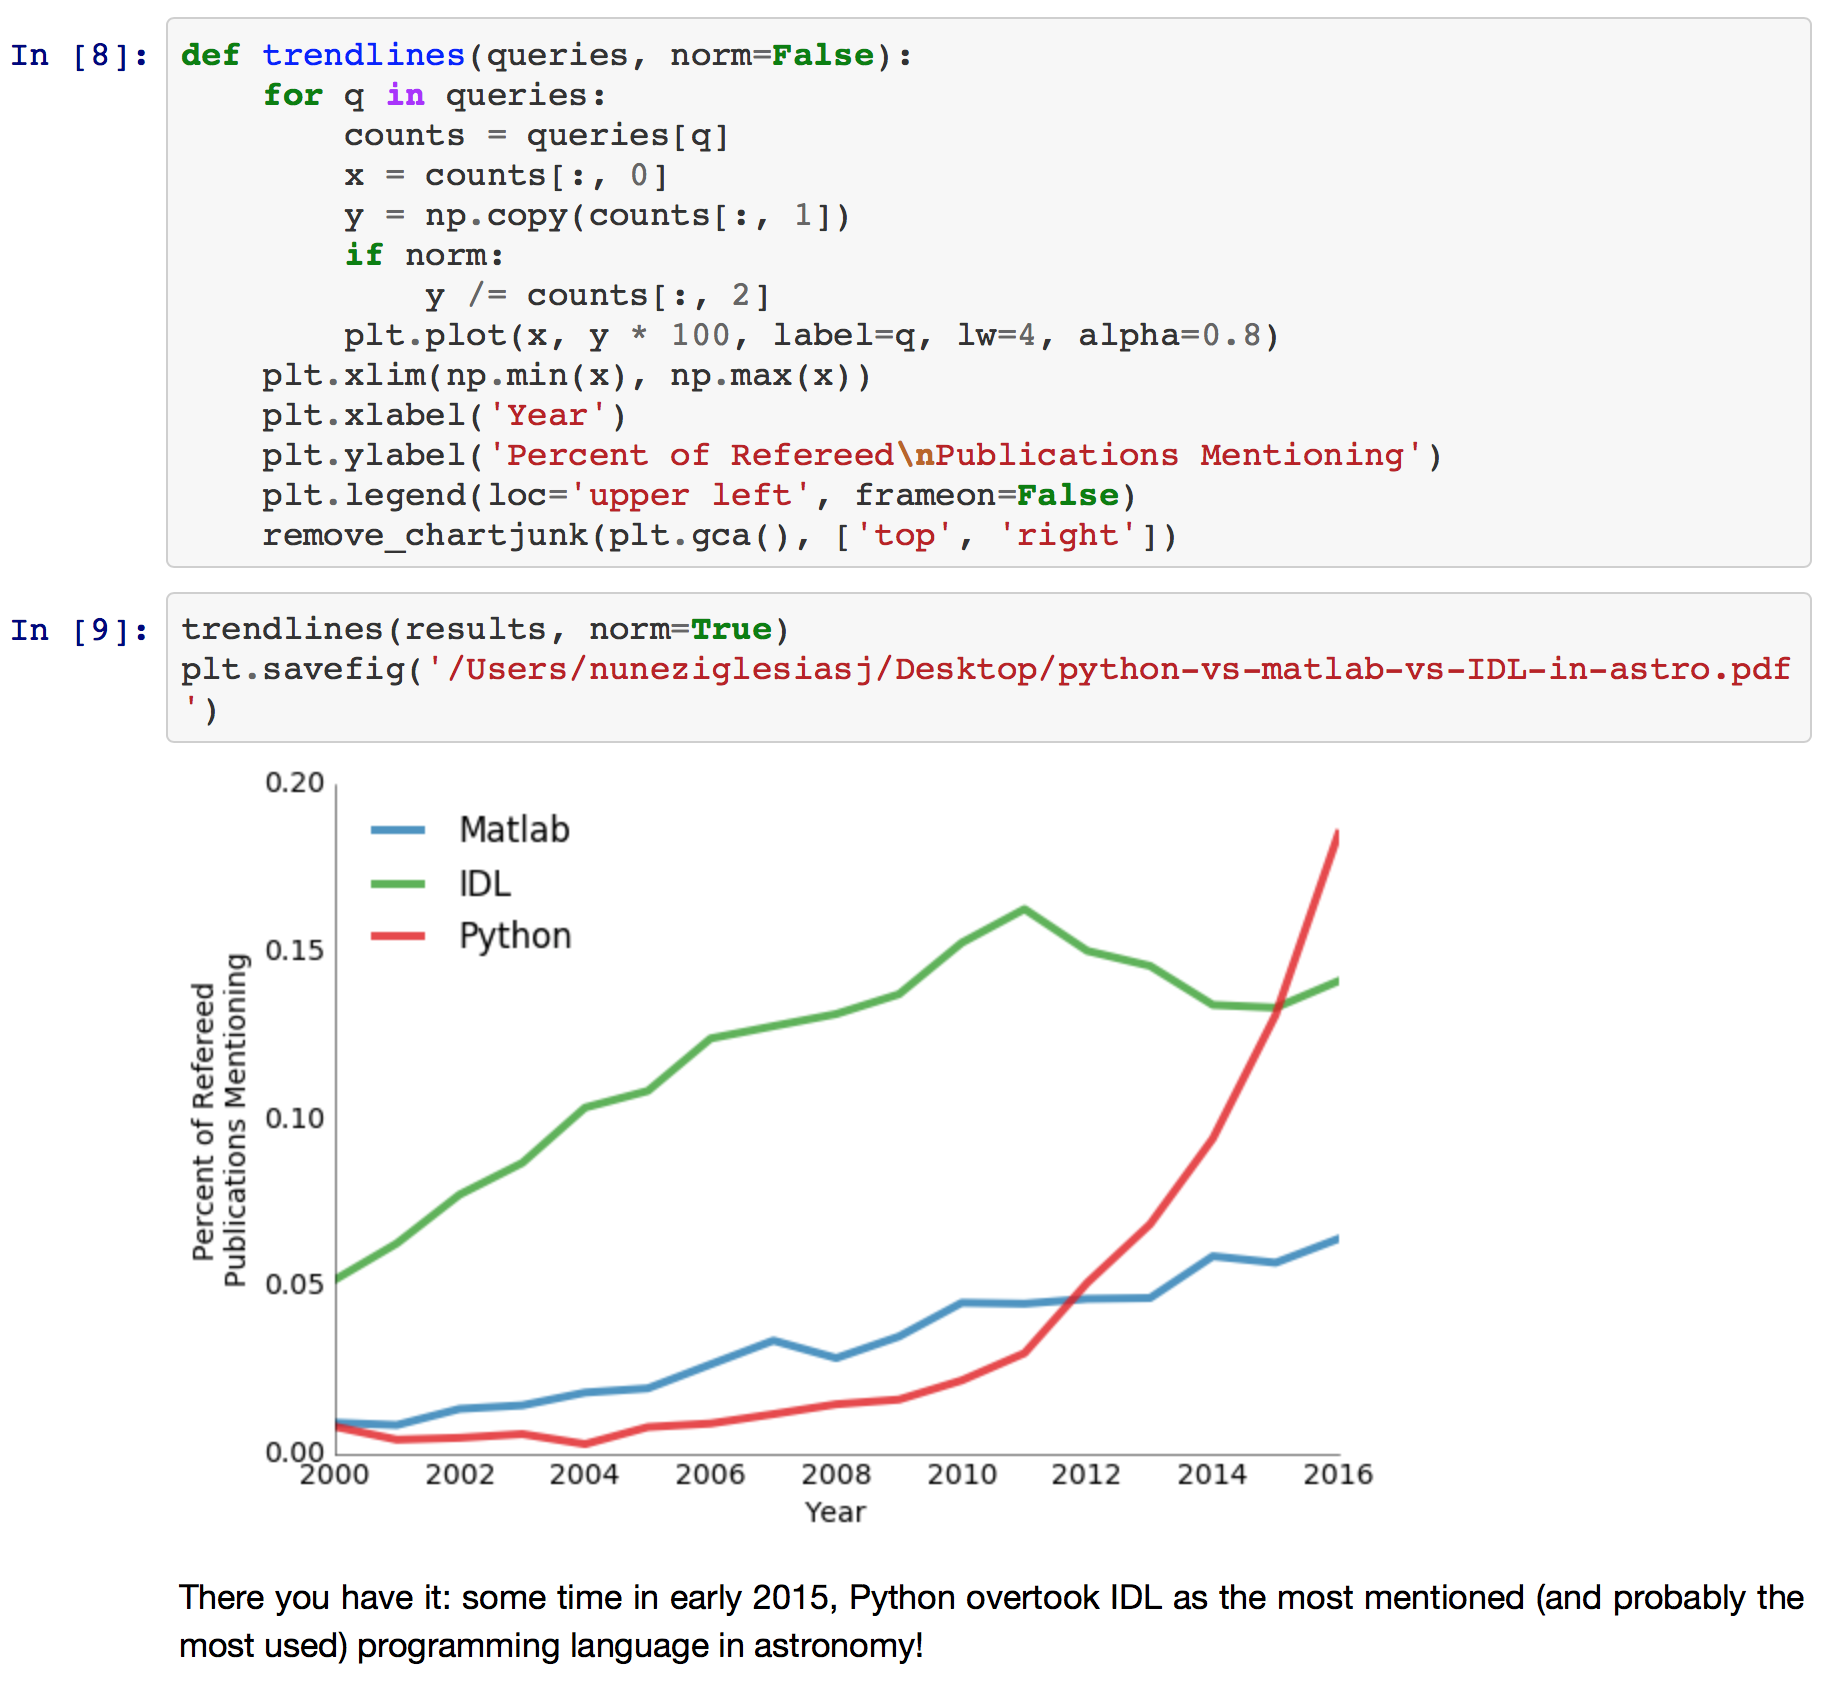 In [8]: def trendlines(queries, norm=False):
    for q in queries:
        counts = queries[q]
        x = counts[:, 0]
        y = np.copy(counts[:, 1])
        if norm:
            y /= counts[:, 2]
        plt.plot(x, y * 100, label=q, lw=4, alpha=0.8)
    plt.xlim(np.min(x), np.max(x))
    plt.xlabel('Year')
    plt.ylabel('Percent of Refereed\nPublications Mentioning')
    plt.legend(loc='upper left', frameon=False)
    remove_chartjunk(plt.gca(), ['top', 'right'])
In [9]: trendlines(results, norm=True)
plt.savefig('/Users/nuneziglesiasj/Desktop/python-vs-matlab-vs-IDL-in-astro.pdf
')
Matlab
IDL
Python
Percent of Refereed
Publications Mentioning
0.20
0.15
0.10
0.05
0.00
2000 2002 2004 2006 2008 2010 2012 2014 2016
Year
There you have it: some time in early 2015, Python overtook IDL as the most mentioned (and probably the
most used) programming language in astronomy!